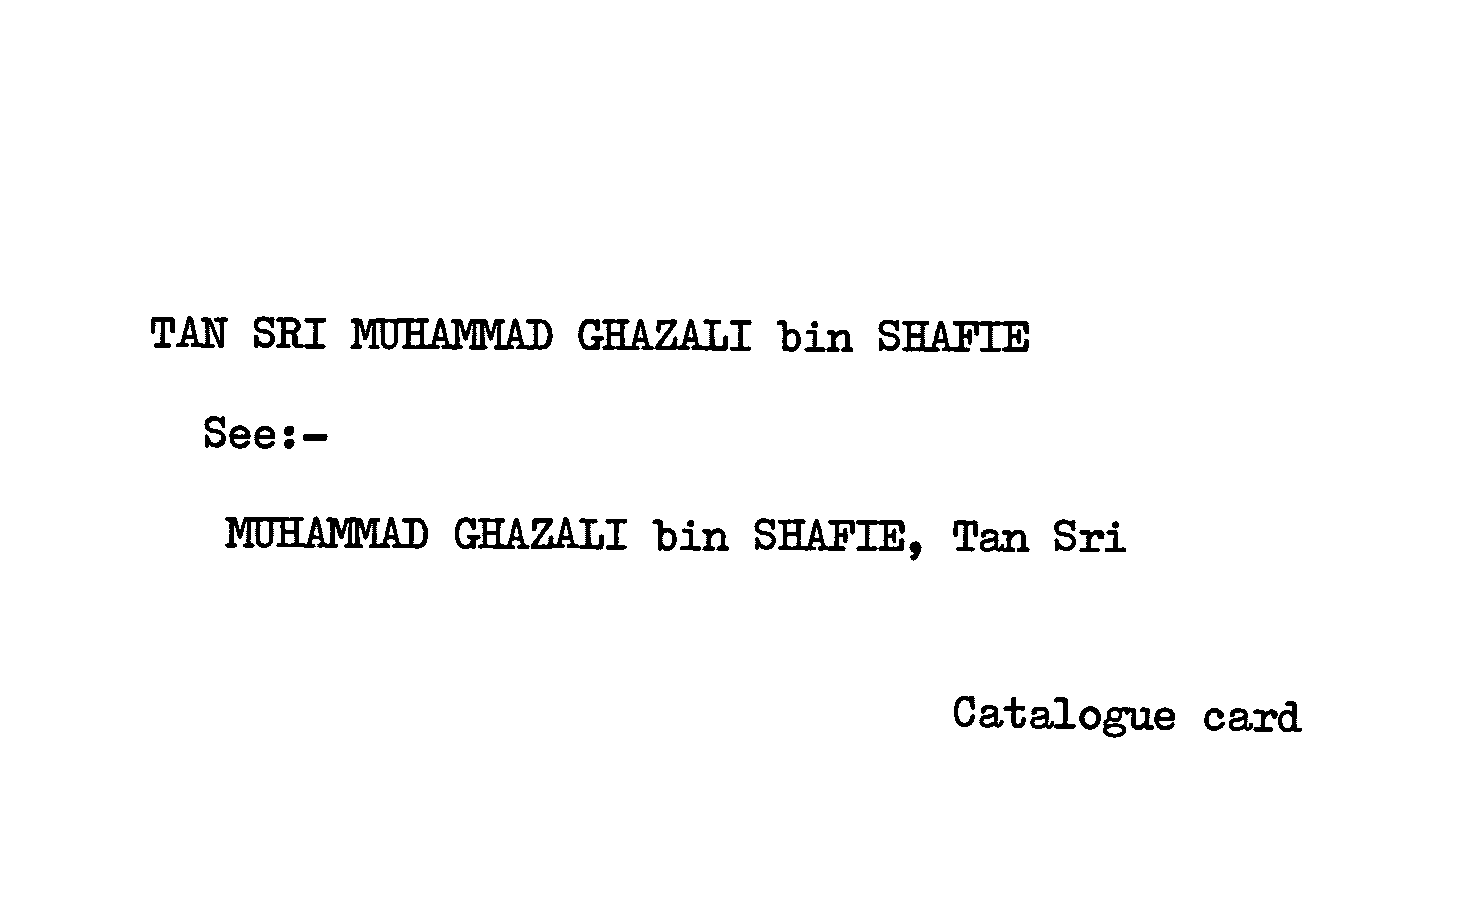 TAN SRI MUHAMMAD GHAZALI bin SHAFIE
See:-
MUHAMMAD GHAZALI bin SHAFIE, Tan Sri
Catalogue card